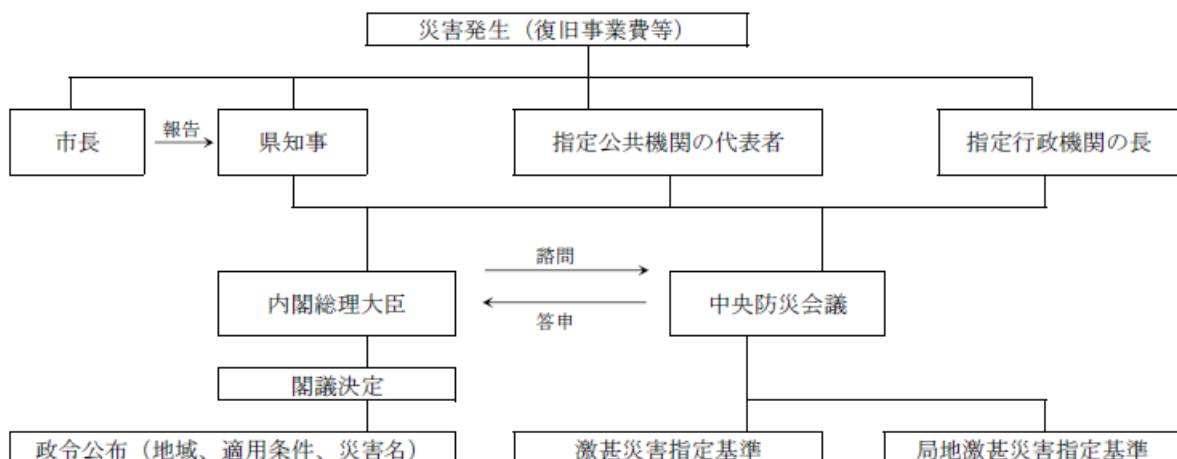 災害発生（復旧事業費等）
市長
報告
県知事
指定公共機関の代表者
指定行政機関の長
諮問
内閣総理大臣
中央防災会議
答申
閣議決定
政令公布（地域、適用条件、災害名）
激甚災害指定基準
局地激甚災害指定基準